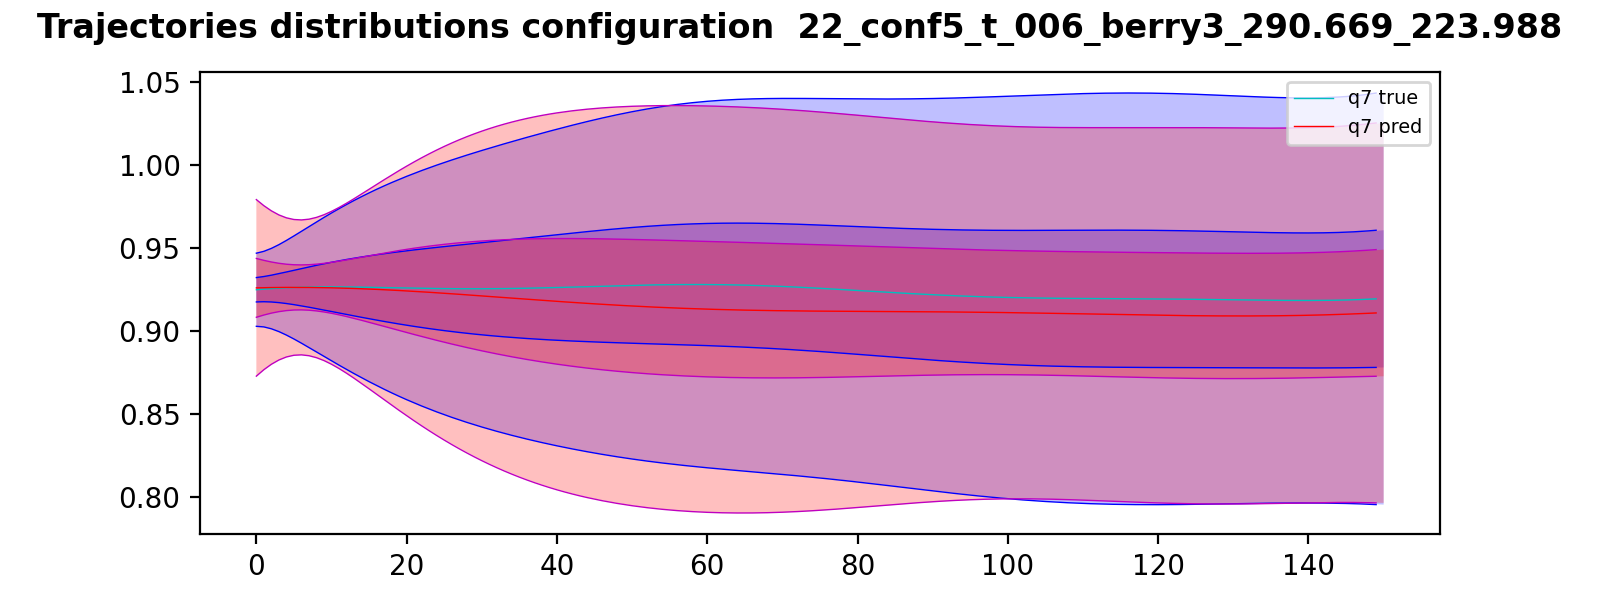 Trajectories distributions configuration  22_conf5_t_006_berry3_290.669_223.988
1.05
1.00
0.95
0.90
0.85
0.80
q7 true
q7 pred
0 20 40 60 80 100 120 140